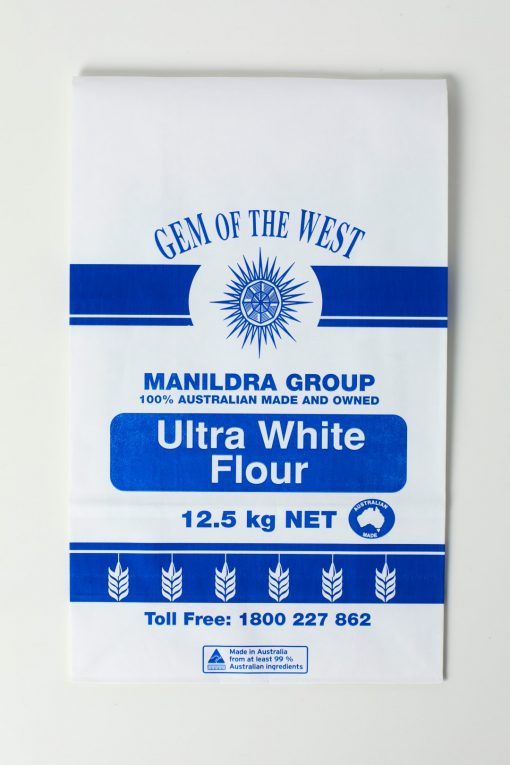 GEM OF THE WEST
MANILDRA GROUP
100% AUSTRALIAN MADE AND OWNED
Ultra White
Flour
12.5 kg NET
AUSTRALIAN
MADE
Toll Free: 1800 227 862
Made in Australia
from at least 99 %
Australian ingredients